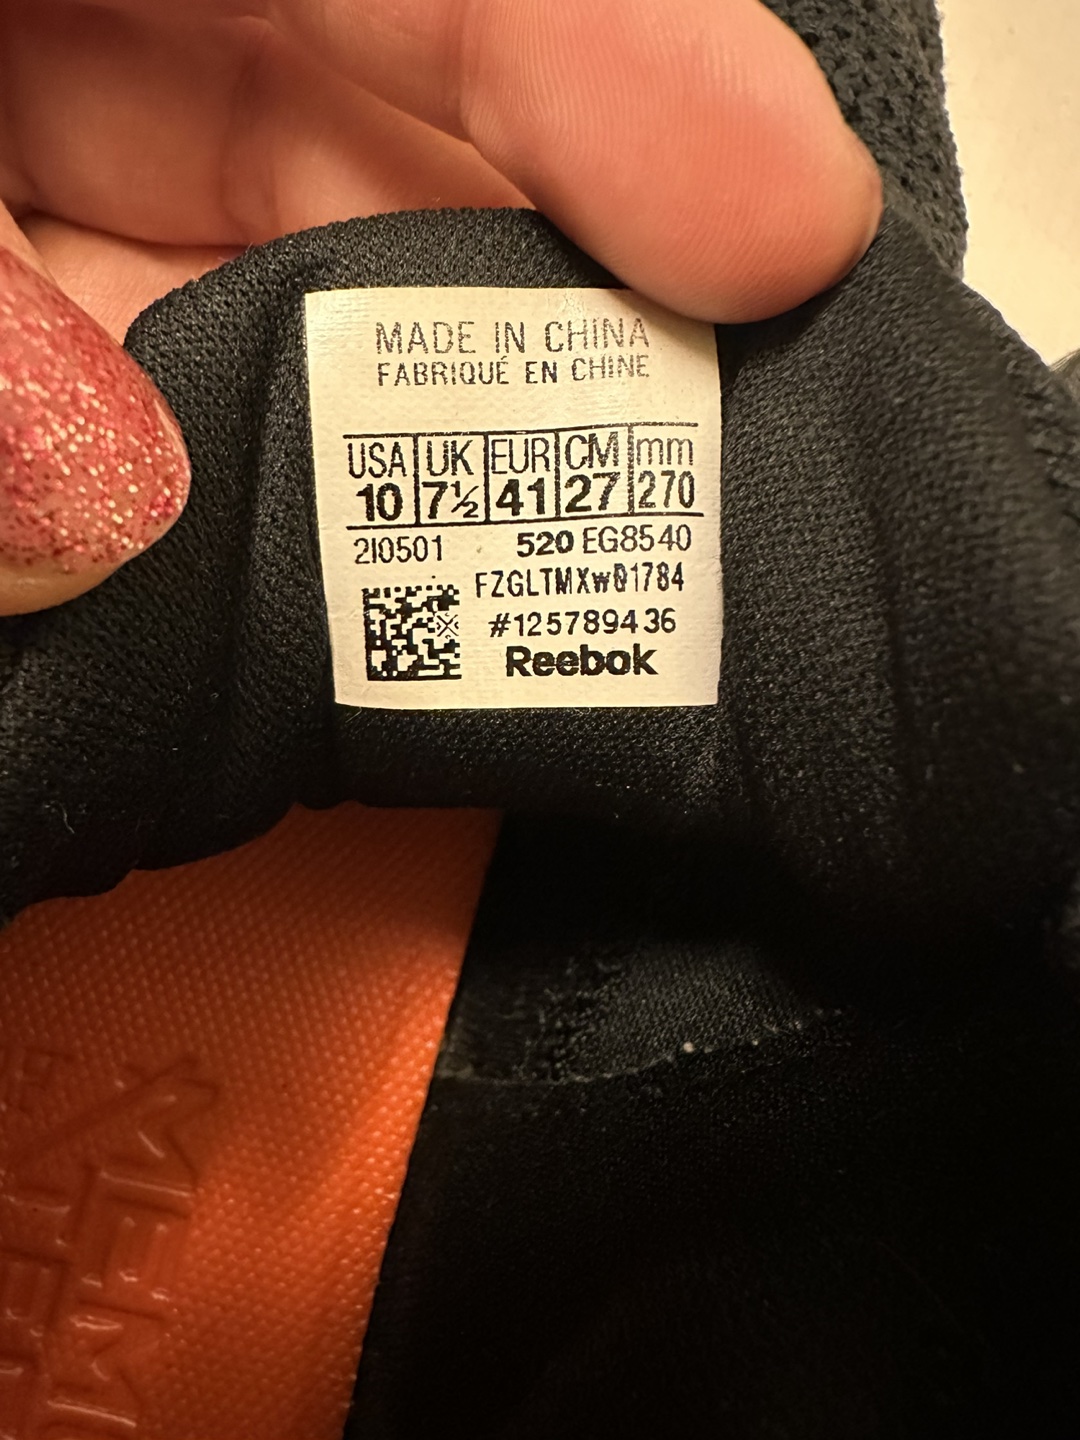 MADE IN CHINA
FABRIQUÉ EN CHINE
USA UK EUR CM mm
10 7½ 41 27 270
2I0501 520 EG8540
FZGLTMXW01784
#125789436
Reebok